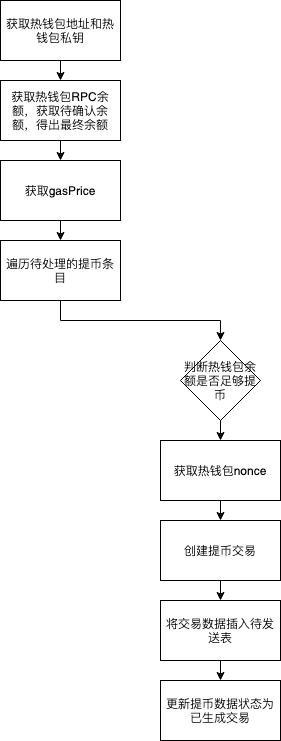 获取热钱包地址和热
钱包私钥
获取热钱包RPC余
额，获取待确认余
额，得出最终余额
获取gasPrice
遍历待处理的提币条
目
判断热钱包余
额是否足够提
币
获取热钱包nonce
创建提币交易
将交易数据插入待发
送表
更新提币数据状态为
已生成交易